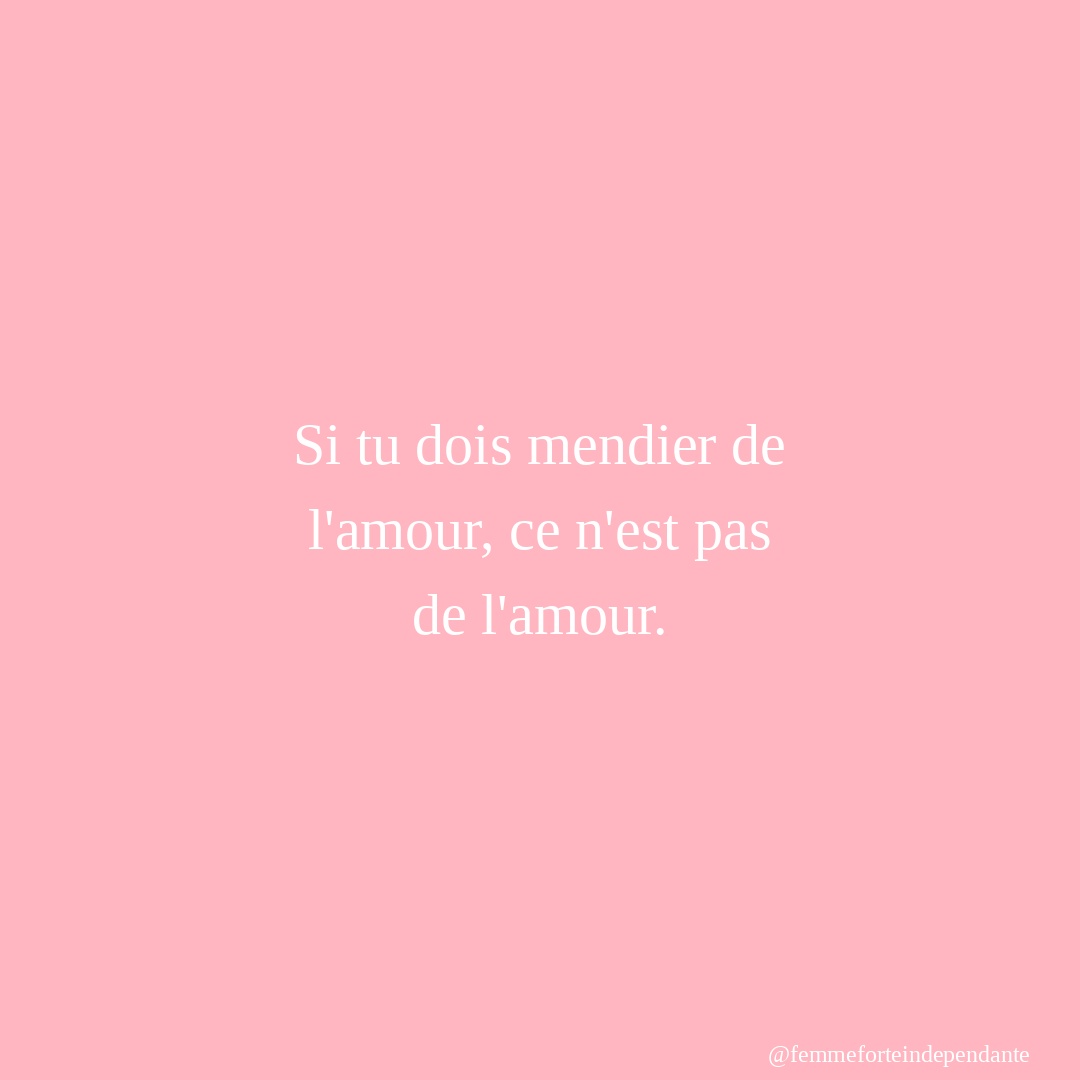 Si tu dois mendier de
l'amour, ce n'est pas
de l'amour.
@femmeforteindependante